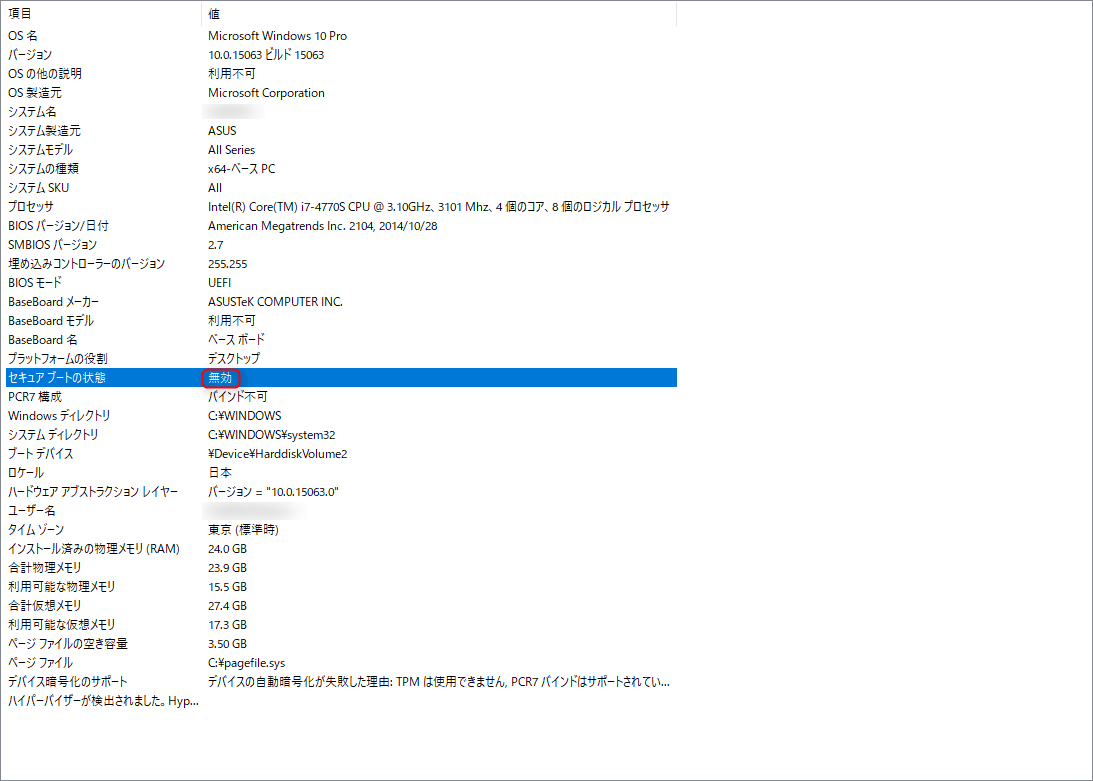 項目 値
OS 名 Microsoft Windows 10 Pro
バージョン 10.0.15063 ビルド 15063
OS の他の説明 利用不可
OS 製造元 Microsoft Corporation
システム名
システム製造元 ASUS
システムモデル All Series
システムの種類 x64-ベース PC
システム SKU All
プロセッサ Intel(R) Core(TM) i7-4770S CPU @ 3.10GHz、3101 Mhz、4 個のコア、8 個のロジカル プロセッサ
BIOS バージョン/日付 American Megatrends Inc. 2104, 2014/10/28
SMBIOS バージョン 2.7
埋め込みコントローラーのバージョン 255.255
BIOS モード UEFI
BaseBoard メーカー ASUSTeK COMPUTER INC.
BaseBoard モデル 利用不可
BaseBoard 名 ベース ボード
プラットフォームの役割 デスクトップ
セキュア ブートの状態 無効
PCR7 構成 バインド不可
Windows ディレクトリ C:¥WINDOWS
システム ディレクトリ C:¥WINDOWS¥system32
ブート デバイス ¥Device¥HarddiskVolume2
ロケール 日本
ハードウェア アブストラクション レイヤー バージョン = "10.0.15063.0"
ユーザー名
タイム ゾーン 東京 (標準時)
インストール済みの物理メモリ (RAM) 24.0 GB
合計物理メモリ 23.9 GB
利用可能な物理メモリ 15.5 GB
合計仮想メモリ 27.4 GB
利用可能な仮想メモリ 17.3 GB
ページ ファイルの空き容量 3.50 GB
ページ ファイル C:¥pagefile.sys
デバイス暗号化のサポート デバイスの自動暗号化が失敗した理由: TPM は使用できません, PCR7 バインドはサポートされてい...
ハイパーバイザーが検出されました。Hyp...